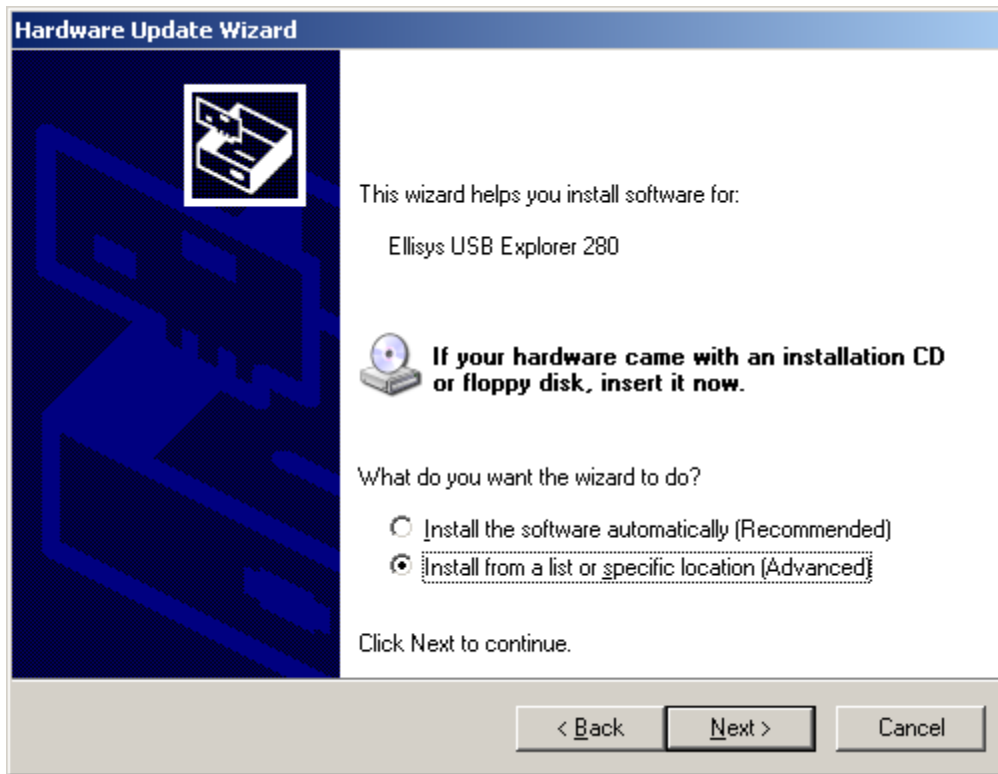 Hardware Update Wizard
This wizard helps you install software for:
Ellisys USB Explorer 280
If your hardware came with an installation CD
or floppy disk, insert it now.
What do you want the wizard to do?
Install the software automatically (Recommended)
Install from a list or specific location (Advanced)
Click Next to continue.
< Back Next > Cancel